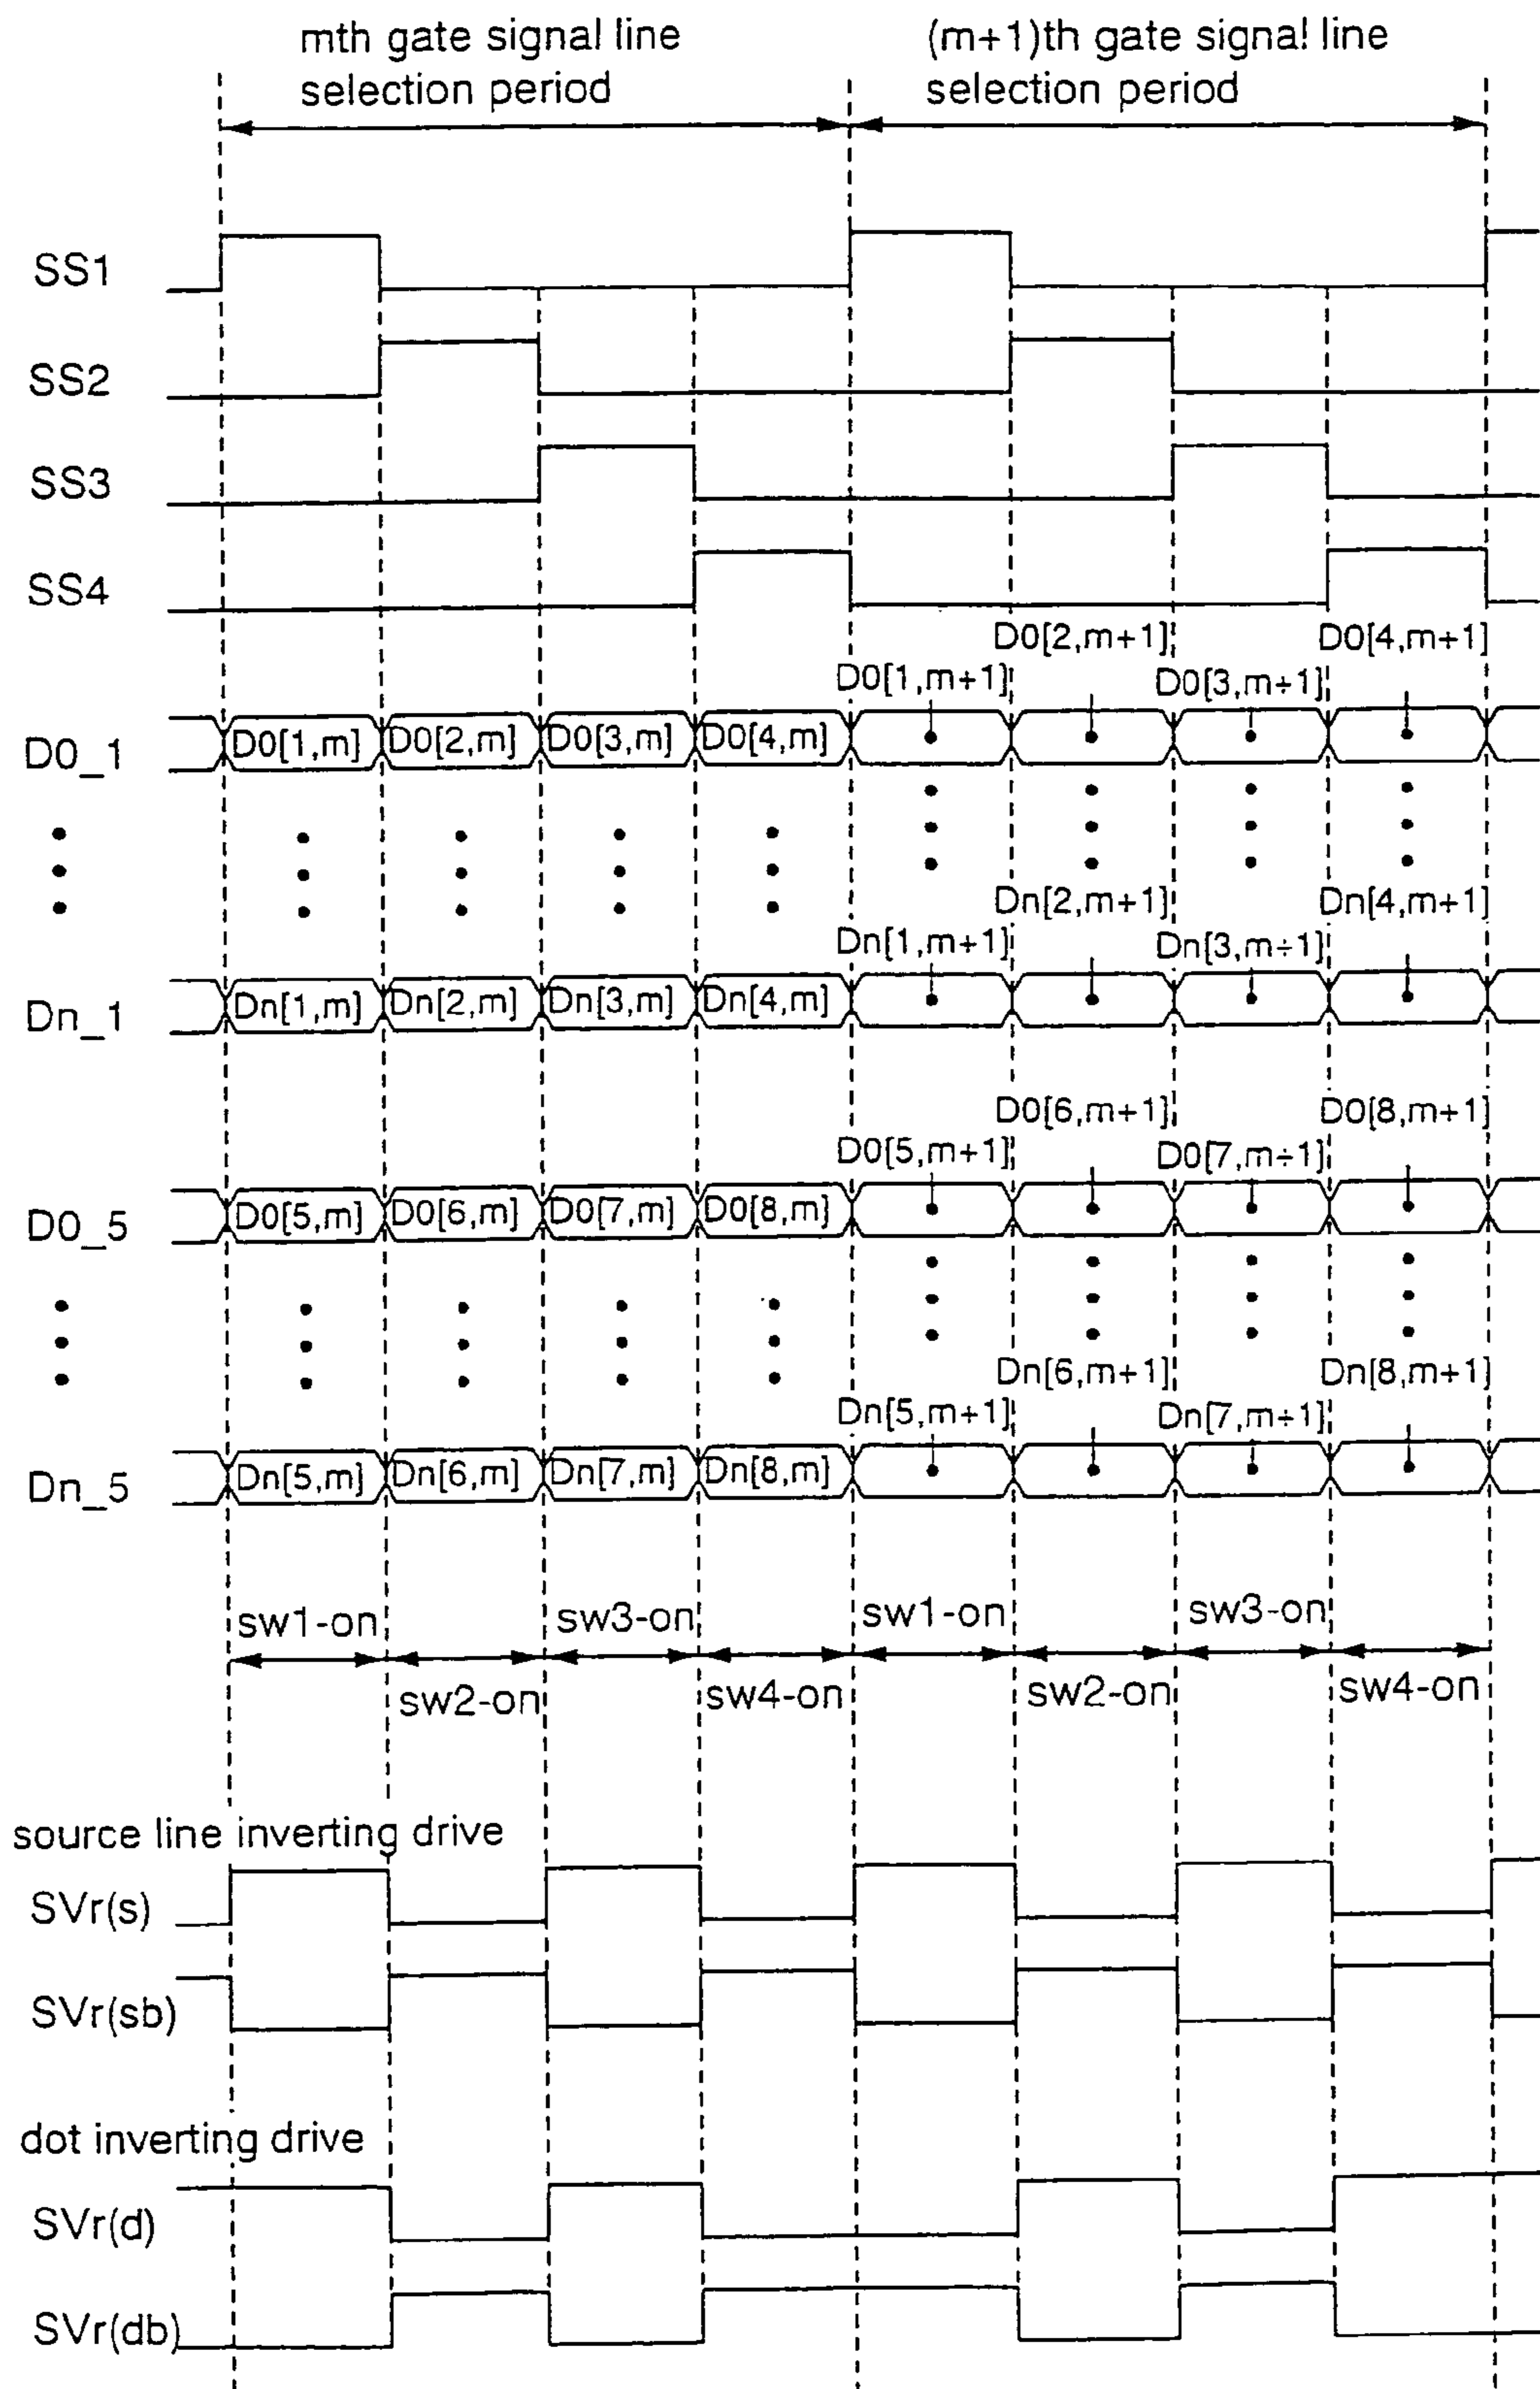 mth gate signal line
selection period
(m+1)th gate signal line
selection period
SS1
SS2
SS3
SS4
D0[2,m+1]
D0[4,m+1]
D0[1,m+1]
D0[3,m+1]
D0_1
D0[1,m]
D0[2,m]
D0[3,m]
D0[4,m]
Dn[2,m+1]
Dn[4,m+1]
Dn[1,m+1]
Dn[3,m+1]
Dn_1
Dn[1,m]
Dn[2,m]
Dn[3,m]
Dn[4,m]
D0[6,m+1]
D0[8,m+1]
D0[5,m+1]
D0[7,m+1]
D0_5
D0[5,m]
D0[6,m]
D0[7,m]
D0[8,m]
Dn[6,m+1]
Dn[8,m+1]
Dn[5,m+1]
Dn[7,m+1]
Dn_5
Dn[5,m]
Dn[6,m]
Dn[7,m]
Dn[8,m]
sw1-on
sw3-on
sw1-on
sw3-on
sw2-on
sw4-on
sw2-on
sw4-on
source line inverting drive
SVr(s)
SVr(sb)
dot inverting drive
SVr(d)
SVr(db)